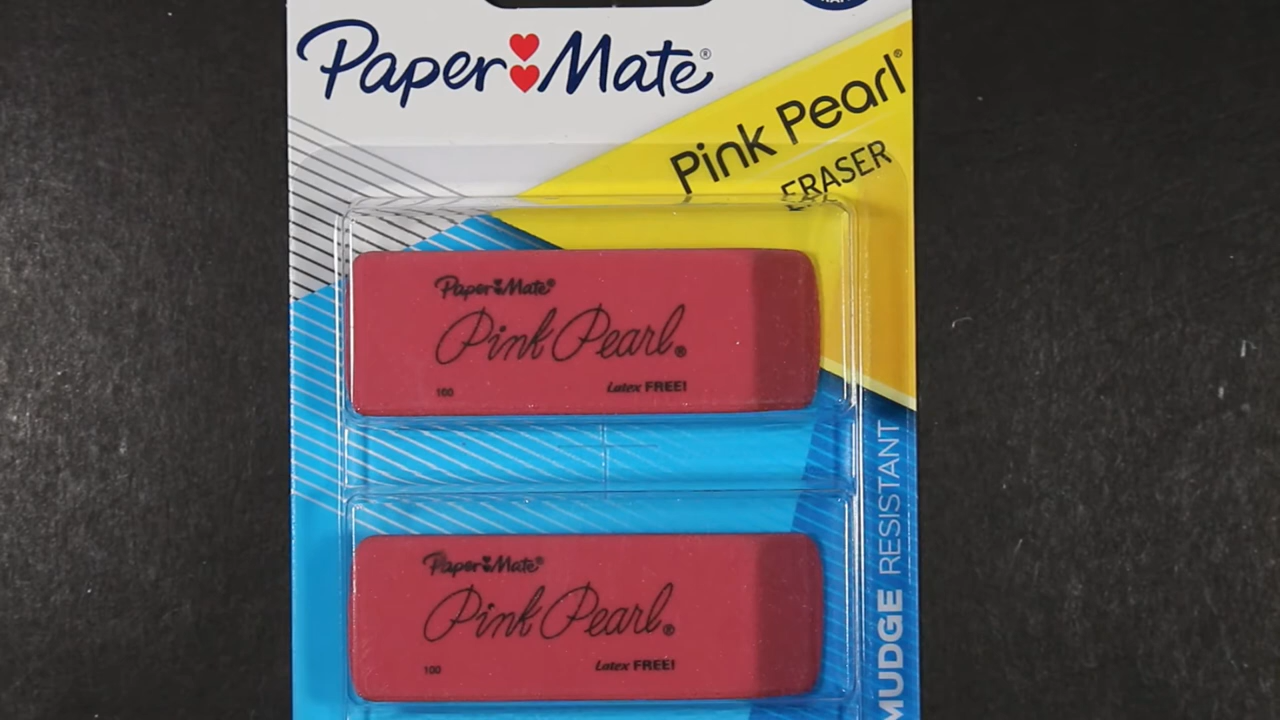 Paper Mate®
Pink Pearl®
ERASER
Paper Mate®
Pink Pearl®
100
Latex FREE!
Paper Mate®
Pink Pearl®
100
Latex FREE!
MUDGE RESISTANT